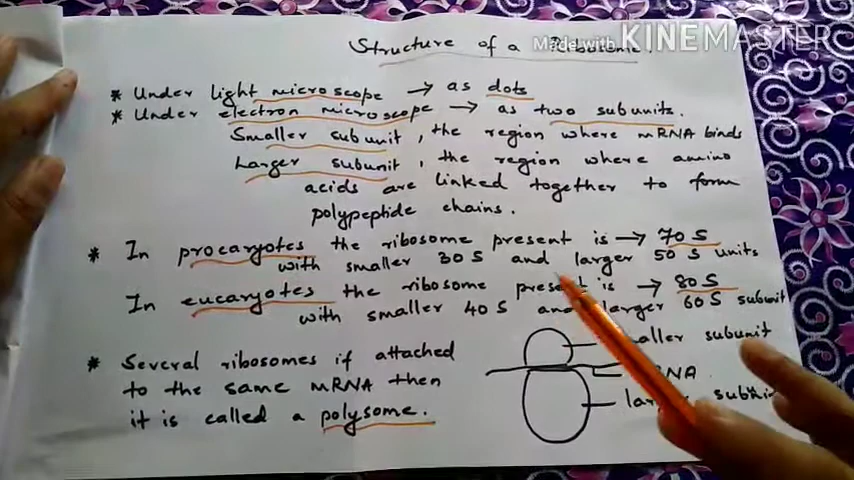 Structure of a Ribosome.
Made with KINEMASTER
* Under light microscope → as dots
* Under electron microscope → as two subunits.
Smaller subunit, the region where mRNA binds
Larger subunit, the region where amino
acids are linked together to form
polypeptide chains.
* In procaryotes the ribosome present is → 70 S
with smaller 30 S and larger 50 S units
In eucaryotes the ribosome present is → 80 S
with smaller 40 S and larger 60 S subunit
* Several ribosomes if attached
to the same mRNA then
it is called a polysome.
subunit